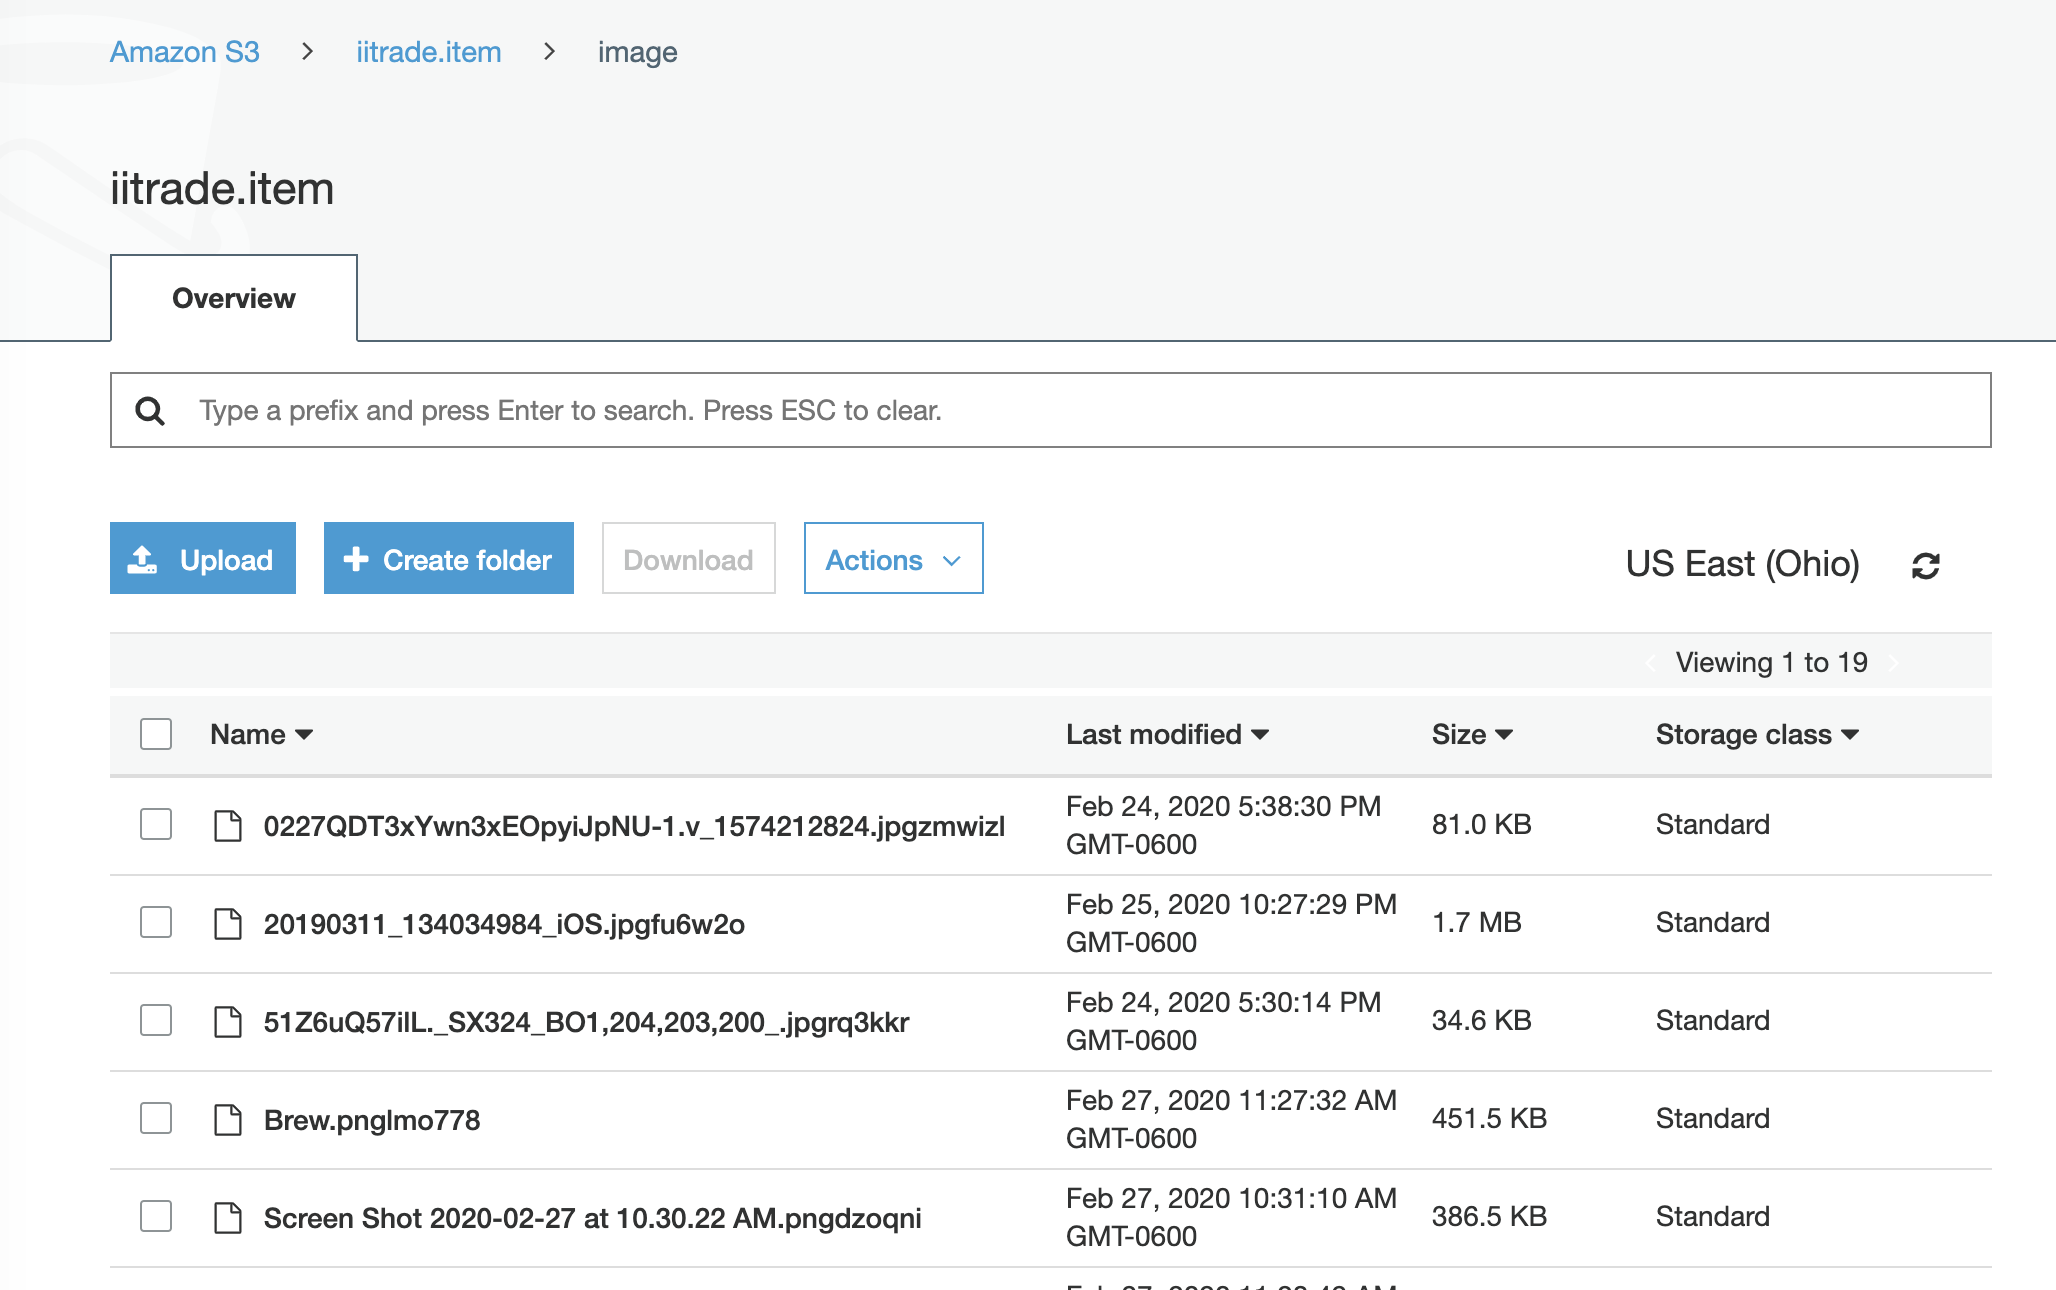 Amazon S3 > iitrade.item > image
iitrade.item
Overview
Type a prefix and press Enter to search. Press ESC to clear.
Upload Create folder Download Actions US East (Ohio)
Viewing 1 to 19
Name Last modified Size Storage class
0227QDT3xYwn3xEOpyiJpNU-1.v_1574212824.jpgzmwizl Feb 24, 2020 5:38:30 PM GMT-0600 81.0 KB Standard
20190311_134034984_iOS.jpgfu6w2o Feb 25, 2020 10:27:29 PM GMT-0600 1.7 MB Standard
51Z6uQ57ilL._SX324_BO1,204,203,200_.jpgrq3kkr Feb 24, 2020 5:30:14 PM GMT-0600 34.6 KB Standard
Brew.pnglmo778 Feb 27, 2020 11:27:32 AM GMT-0600 451.5 KB Standard
Screen Shot 2020-02-27 at 10.30.22 AM.pngdzoqni Feb 27, 2020 10:31:10 AM GMT-0600 386.5 KB Standard